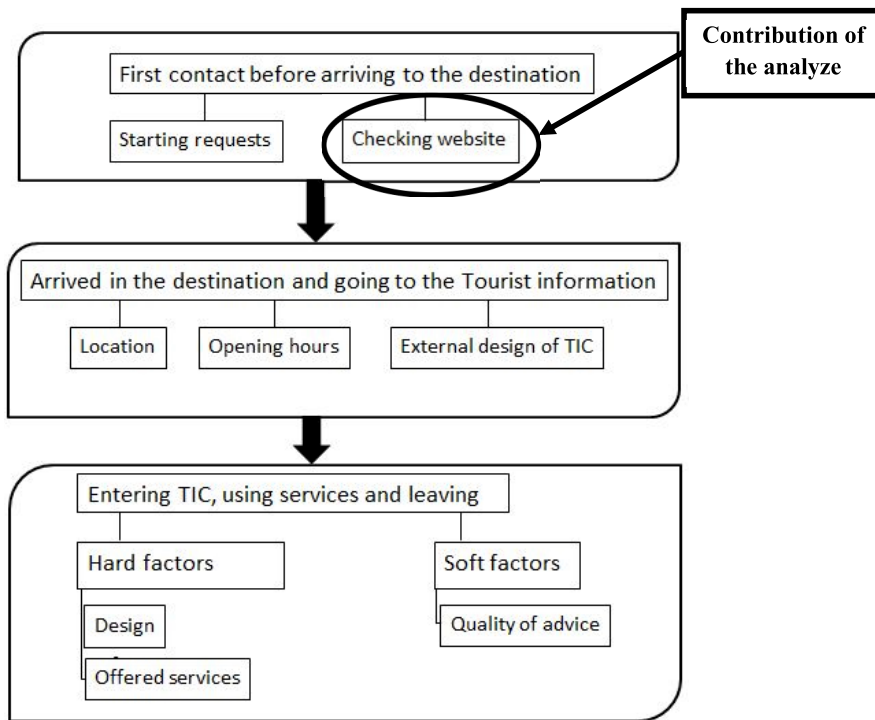 Contribution of
the analyze
First contact before arriving to the destination
Starting requests
Checking website
Arrived in the destination and going to the Tourist information
Location
Opening hours
External design of TIC
Entering TIC, using services and leaving
Hard factors
Soft factors
Design
Quality of advice
Offered services